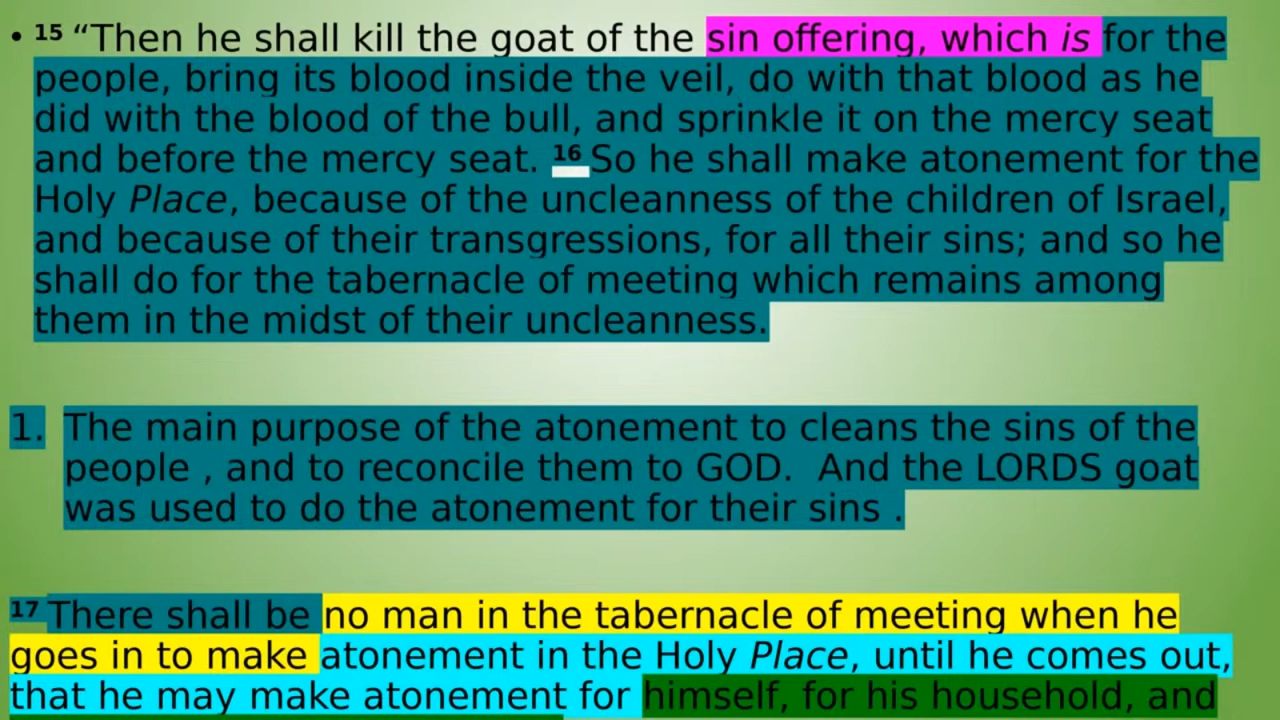 • 15 “Then he shall kill the goat of the sin offering, which is for the
people, bring its blood inside the veil, do with that blood as he
did with the blood of the bull, and sprinkle it on the mercy seat
and before the mercy seat. 16 So he shall make atonement for the
Holy Place, because of the uncleanness of the children of Israel,
and because of their transgressions, for all their sins; and so he
shall do for the tabernacle of meeting which remains among
them in the midst of their uncleanness.
1. The main purpose of the atonement to cleans the sins of the
people , and to reconcile them to GOD. And the LORDS goat
was used to do the atonement for their sins .
17 There shall be no man in the tabernacle of meeting when he
goes in to make atonement in the Holy Place, until he comes out,
that he may make atonement for himself, for his household, and